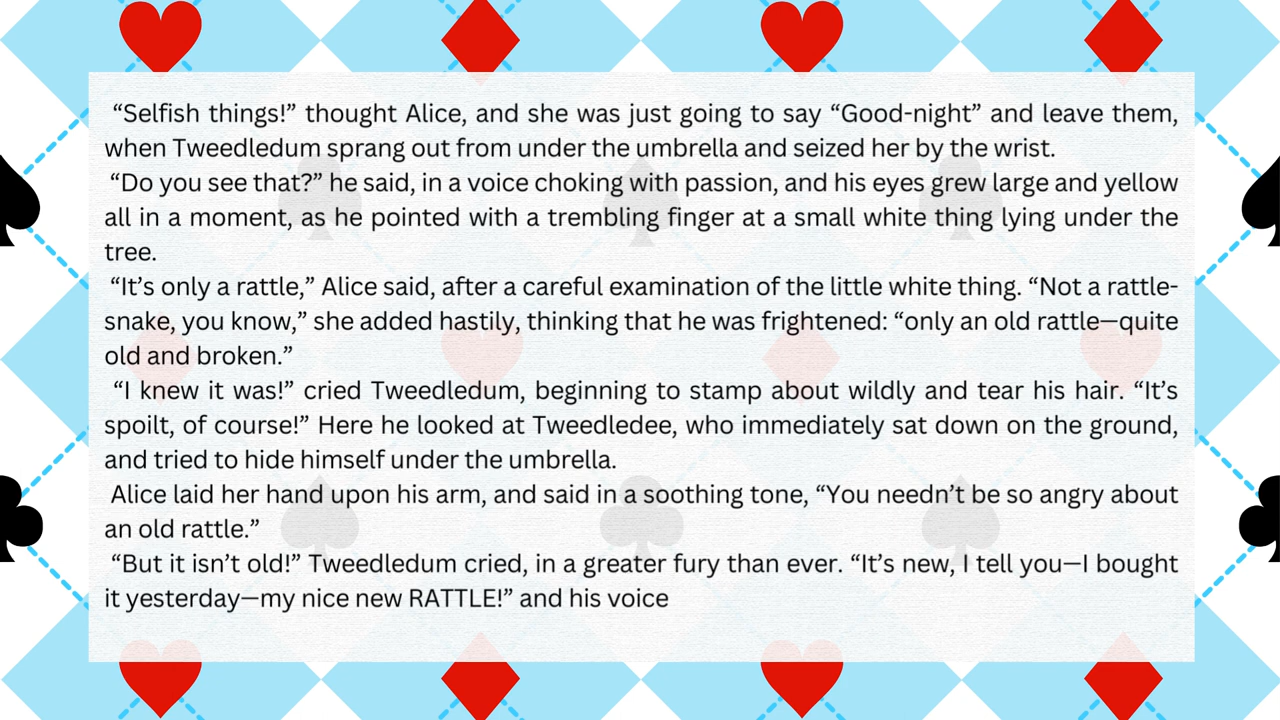 “Selfish things!” thought Alice, and she was just going to say “Good-night” and leave them,
when Tweedledum sprang out from under the umbrella and seized her by the wrist.
“Do you see that?” he said, in a voice choking with passion, and his eyes grew large and yellow
all in a moment, as he pointed with a trembling finger at a small white thing lying under the
tree.
“It’s only a rattle,” Alice said, after a careful examination of the little white thing. “Not a rattle-
snake, you know,” she added hastily, thinking that he was frightened: “only an old rattle—quite
old and broken.”
“I knew it was!” cried Tweedledum, beginning to stamp about wildly and tear his hair. “It’s
spoilt, of course!” Here he looked at Tweedledee, who immediately sat down on the ground,
and tried to hide himself under the umbrella.
Alice laid her hand upon his arm, and said in a soothing tone, “You needn’t be so angry about
an old rattle.”
“But it isn’t old!” Tweedledum cried, in a greater fury than ever. “It’s new, I tell you—I bought
it yesterday—my nice new RATTLE!” and his voice